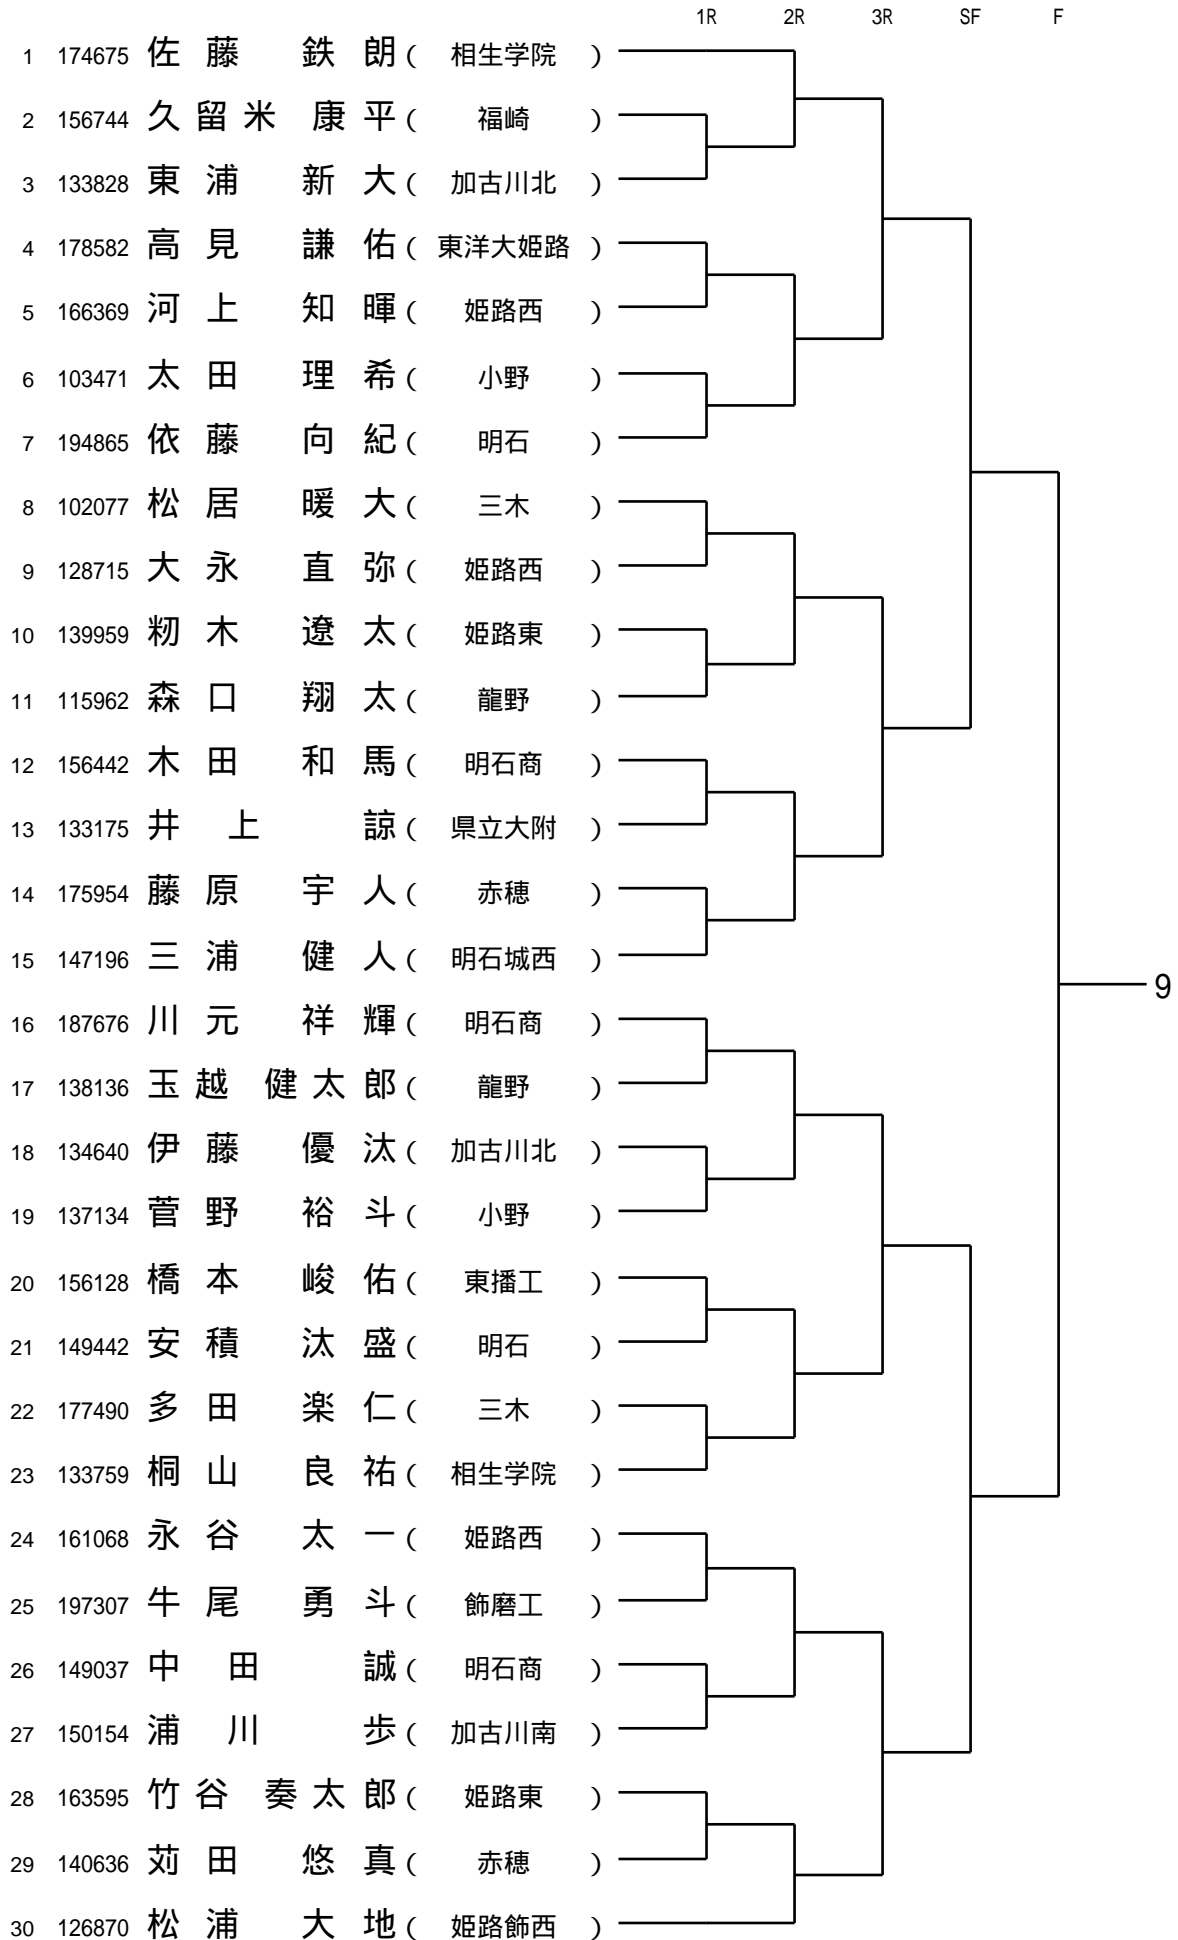 1R 2R 3R SF F
1 174675 佐藤 鉄朗 ( 相生学院 )
2 156744 久留米 康平 ( 福崎 )
3 133828 東浦 新大 ( 加古川北 )
4 178582 高見 謙佑 ( 東洋大姫路 )
5 166369 河上 知暉 ( 姫路西 )
6 103471 太田 理希 ( 小野 )
7 194865 依藤 向紀 ( 明石 )
8 102077 松居 暖大 ( 三木 )
9 128715 大永 直弥 ( 姫路西 )
10 139959 籾木 遼太 ( 姫路東 )
11 115962 森口 翔太 ( 龍野 )
12 156442 木田 和馬 ( 明石商 )
13 133175 井上 諒 ( 県立大附 )
14 175954 藤原 宇人 ( 赤穂 )
15 147196 三浦 健人 ( 明石城西 )
9
16 187676 川元 祥輝 ( 明石商 )
17 138136 玉越 健太郎 ( 龍野 )
18 134640 伊藤 優汰 ( 加古川北 )
19 137134 菅野 裕斗 ( 小野 )
20 156128 橋本 峻佑 ( 東播工 )
21 149442 安積 汰盛 ( 明石 )
22 177490 多田 楽仁 ( 三木 )
23 133759 桐山 良祐 ( 相生学院 )
24 161068 永谷 太一 ( 姫路西 )
25 197307 牛尾 勇斗 ( 飾磨工 )
26 149037 中田 誠 ( 明石商 )
27 150154 浦川 歩 ( 加古川南 )
28 163595 竹谷 奏太郎 ( 姫路東 )
29 140636 苅田 悠真 ( 赤穂 )
30 126870 松浦 大地 ( 姫路飾西 )